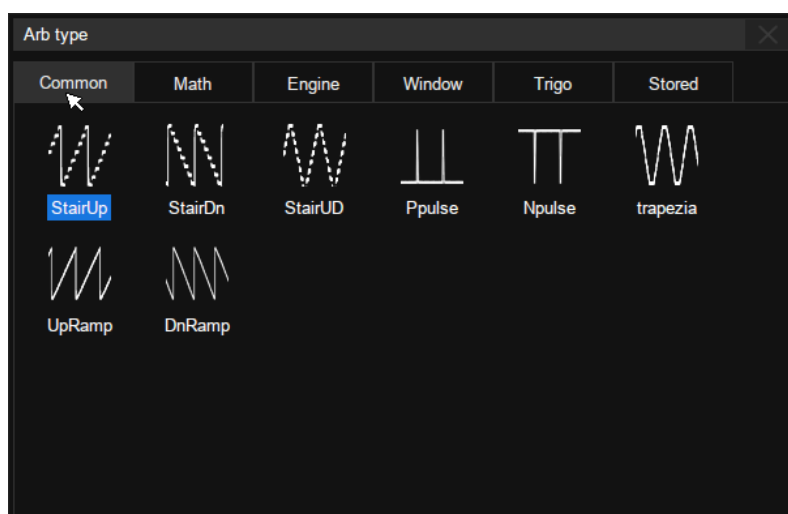 Arb type
Common Math Engine Window Trigo Stored
StairUp StairDn StairUD Ppulse Npulse trapezia
UpRamp DnRamp